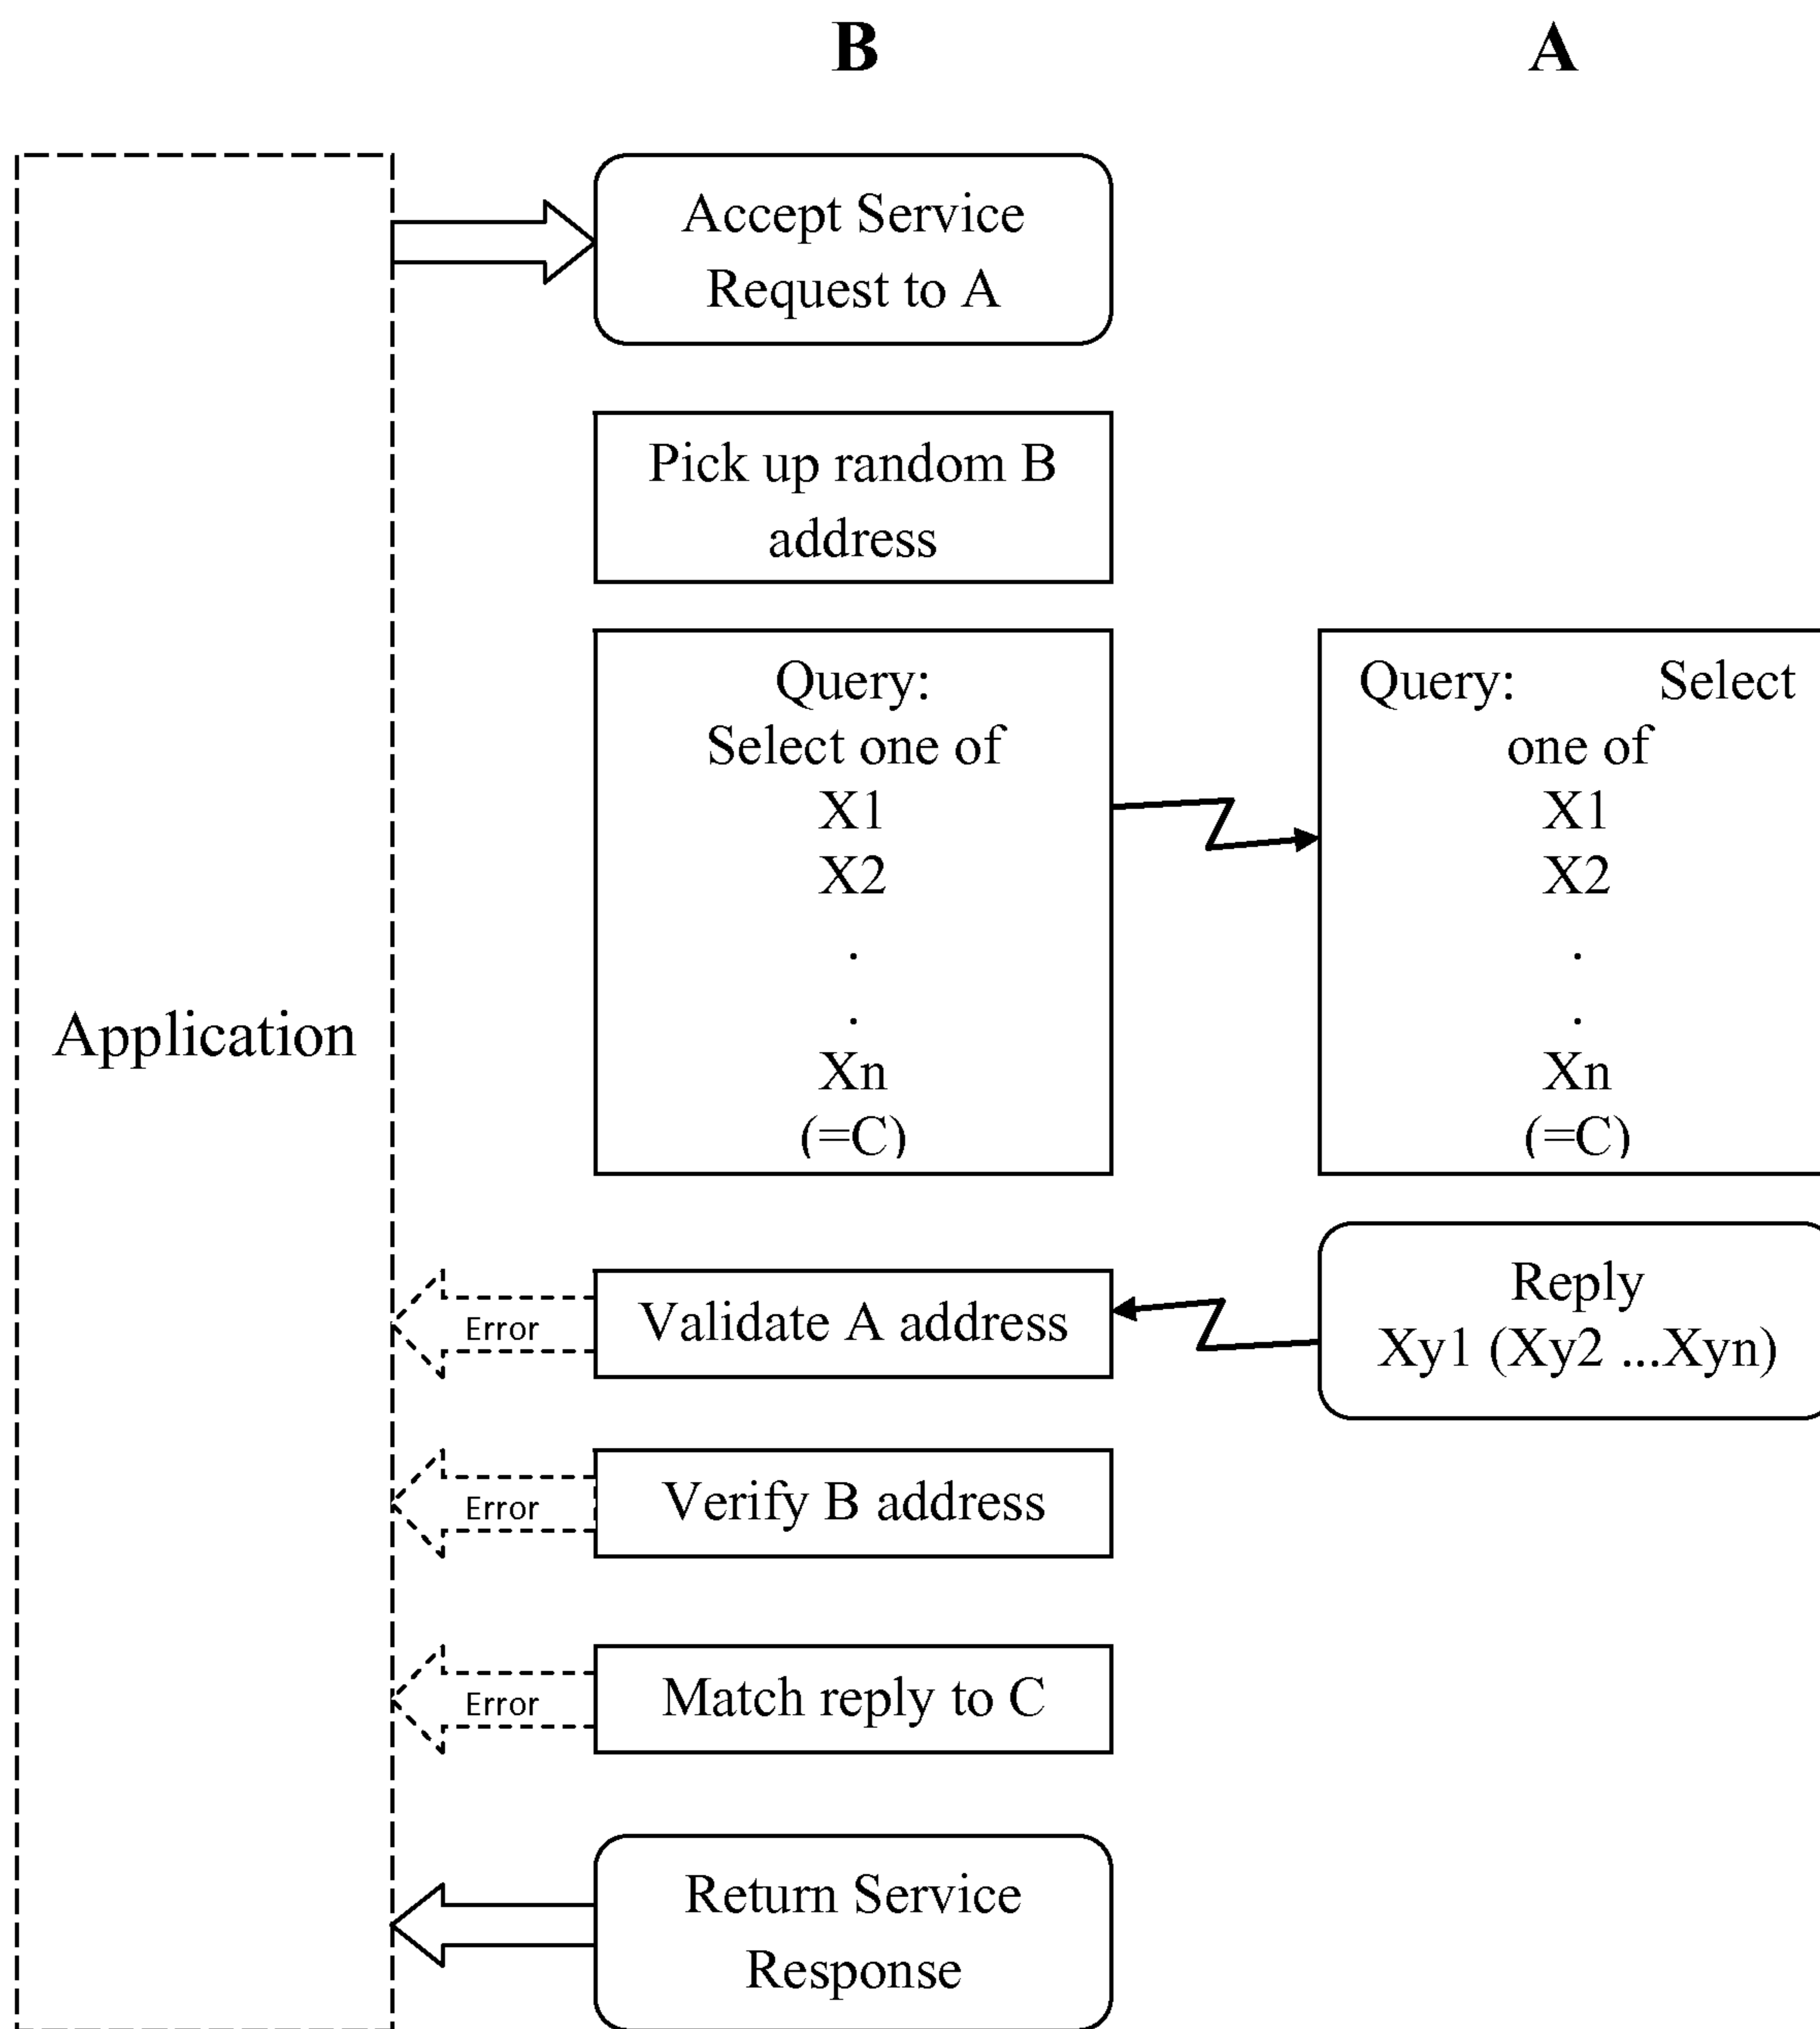 B
A
Accept Service
Request to A
Pick up random B
address
Query:
Select one of
X1
X2
.
.
Xn
(=C)
Query: Select
one of
X1
X2
.
.
Xn
(=C)
Application
Reply
Xy1 (Xy2 ...Xyn)
Error
Validate A address
Error
Verify B address
Error
Match reply to C
Return Service
Response